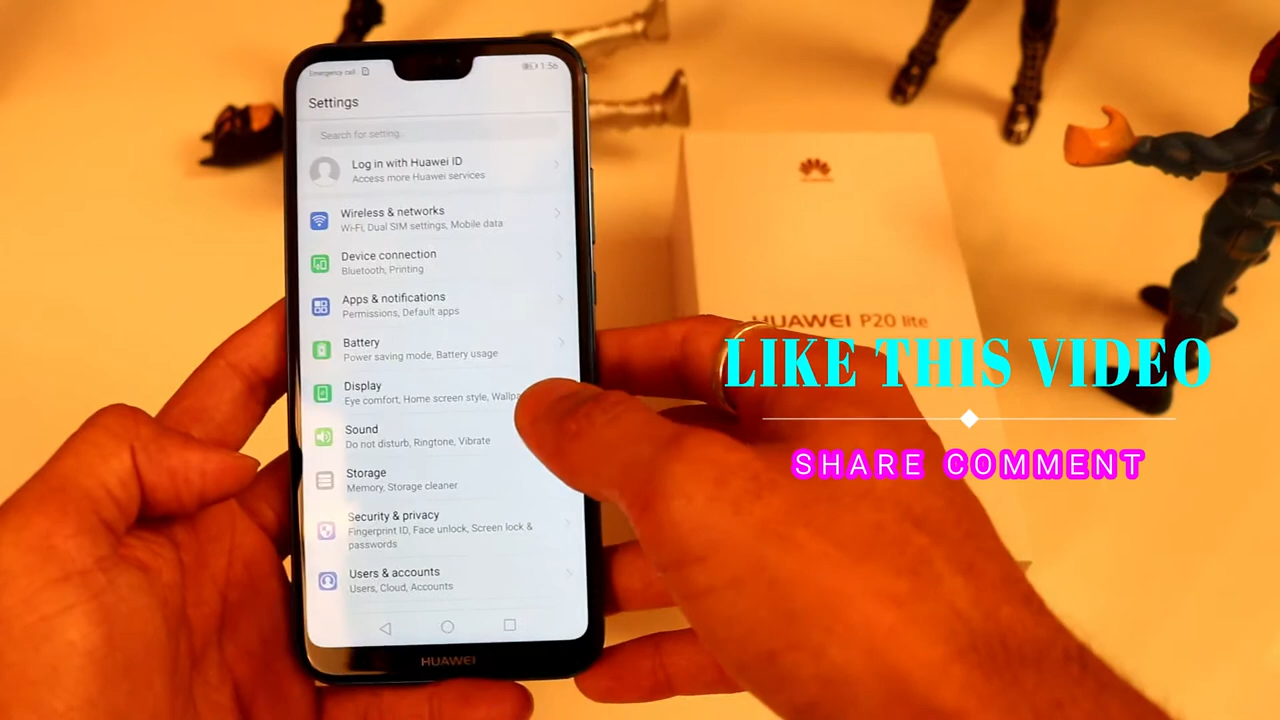 Emergency call
1:56
Settings
Search for setting...
Log in with Huawei ID
Access more Huawei services
Wireless & networks
Wi-Fi, Dual SIM settings, Mobile data
Device connection
Bluetooth, Printing
Apps & notifications
Permissions, Default apps
Battery
Power saving mode, Battery usage
Display
Eye comfort, Home screen style, Wallpa
Sound
Do not disturb, Ringtone, Vibrate
Storage
Memory, Storage cleaner
Security & privacy
Fingerprint ID, Face unlock, Screen lock &
passwords
Users & accounts
Users, Cloud, Accounts
HUAWEI
HUAWEI P20 lite
LIKE THIS VIDEO
SHARE COMMENT